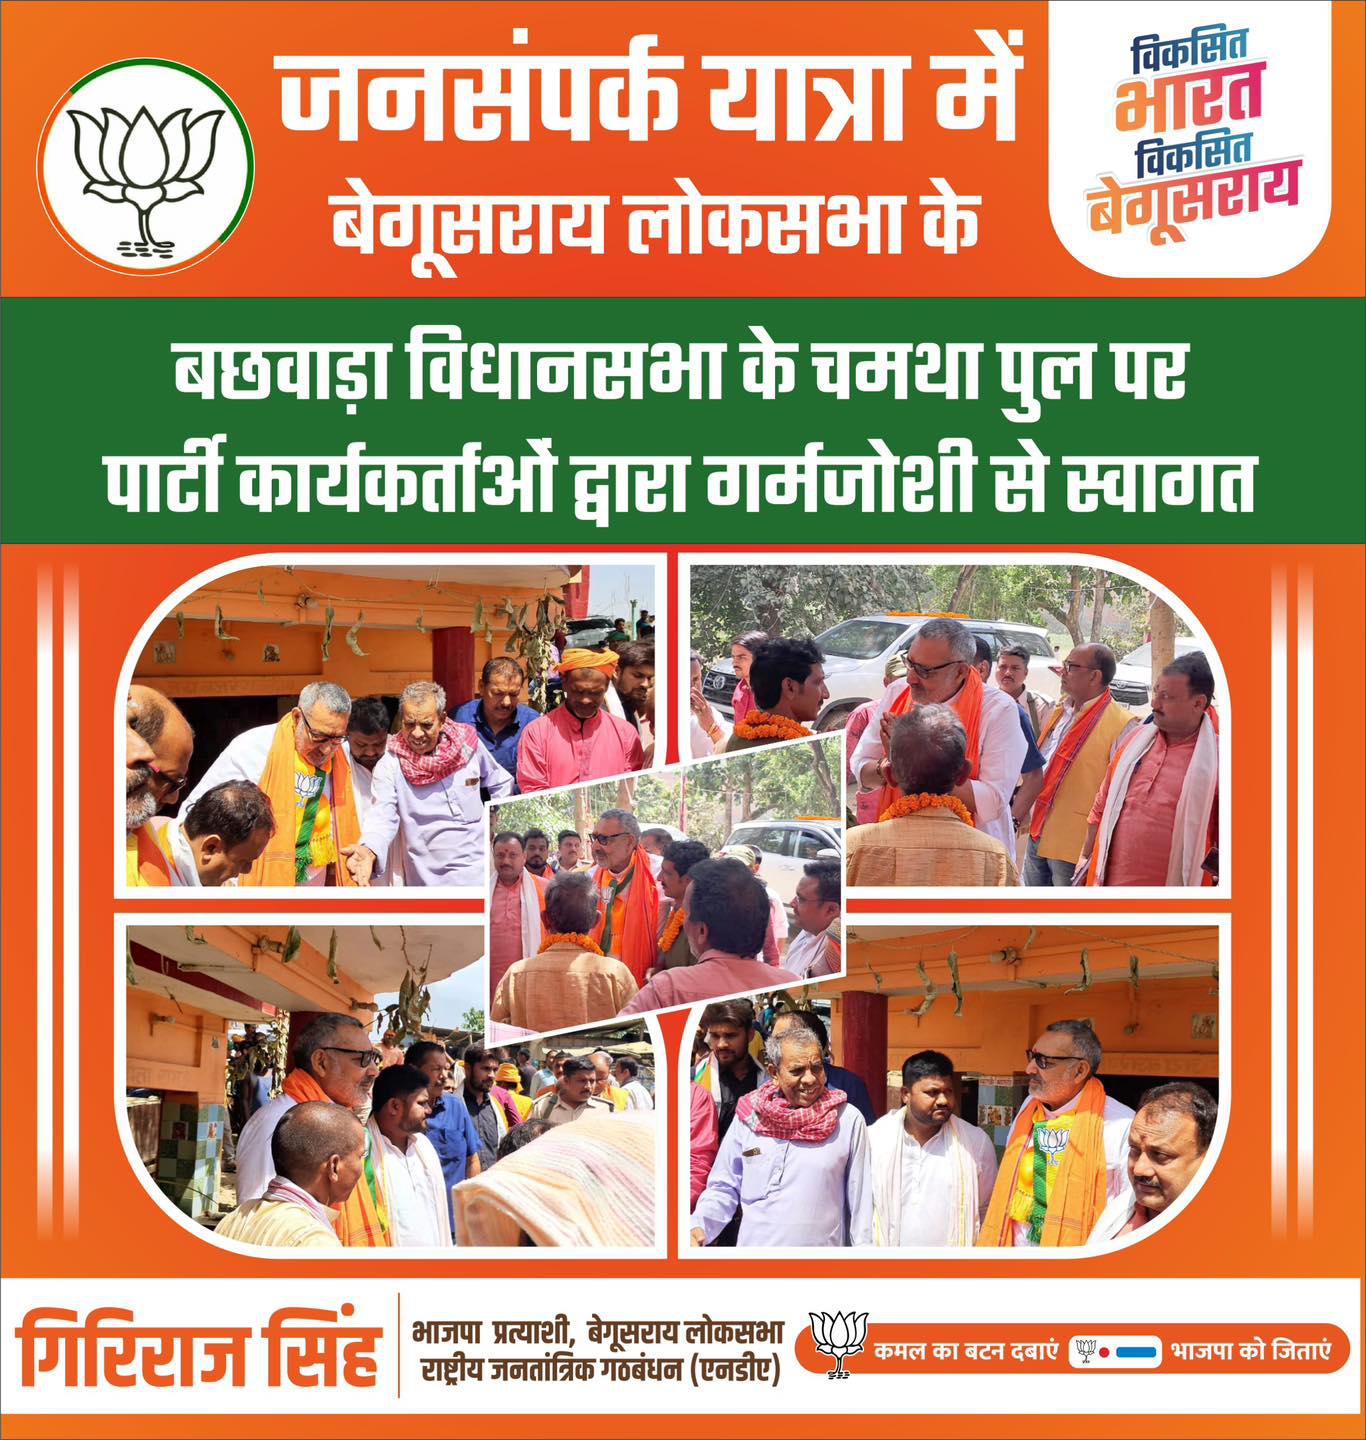 जनसंपर्क यात्रा में
बेगूसराय लोकसभा के
विकसित
भारत
विकसित
बेगूसराय
बछवाड़ा विधानसभा के चमथा पुल पर
पार्टी कार्यकर्ताओं द्वारा गर्मजोशी से स्वागत
गिरिराज सिंह
भाजपा प्रत्याशी, बेगूसराय लोकसभा
राष्ट्रीय जनतांत्रिक गठबंधन (एनडीए)
कमल का बटन दबाएं भाजपा को जिताएं